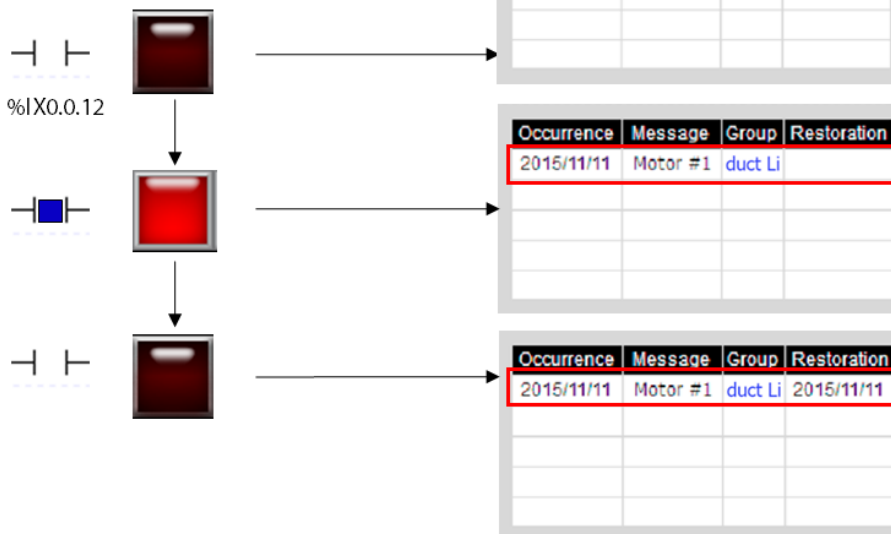 %IX0.0.12
Occurrence Message Group Restoration
2015/11/11 Motor #1 duct Li
Occurrence Message Group Restoration
2015/11/11 Motor #1 duct Li 2015/11/11